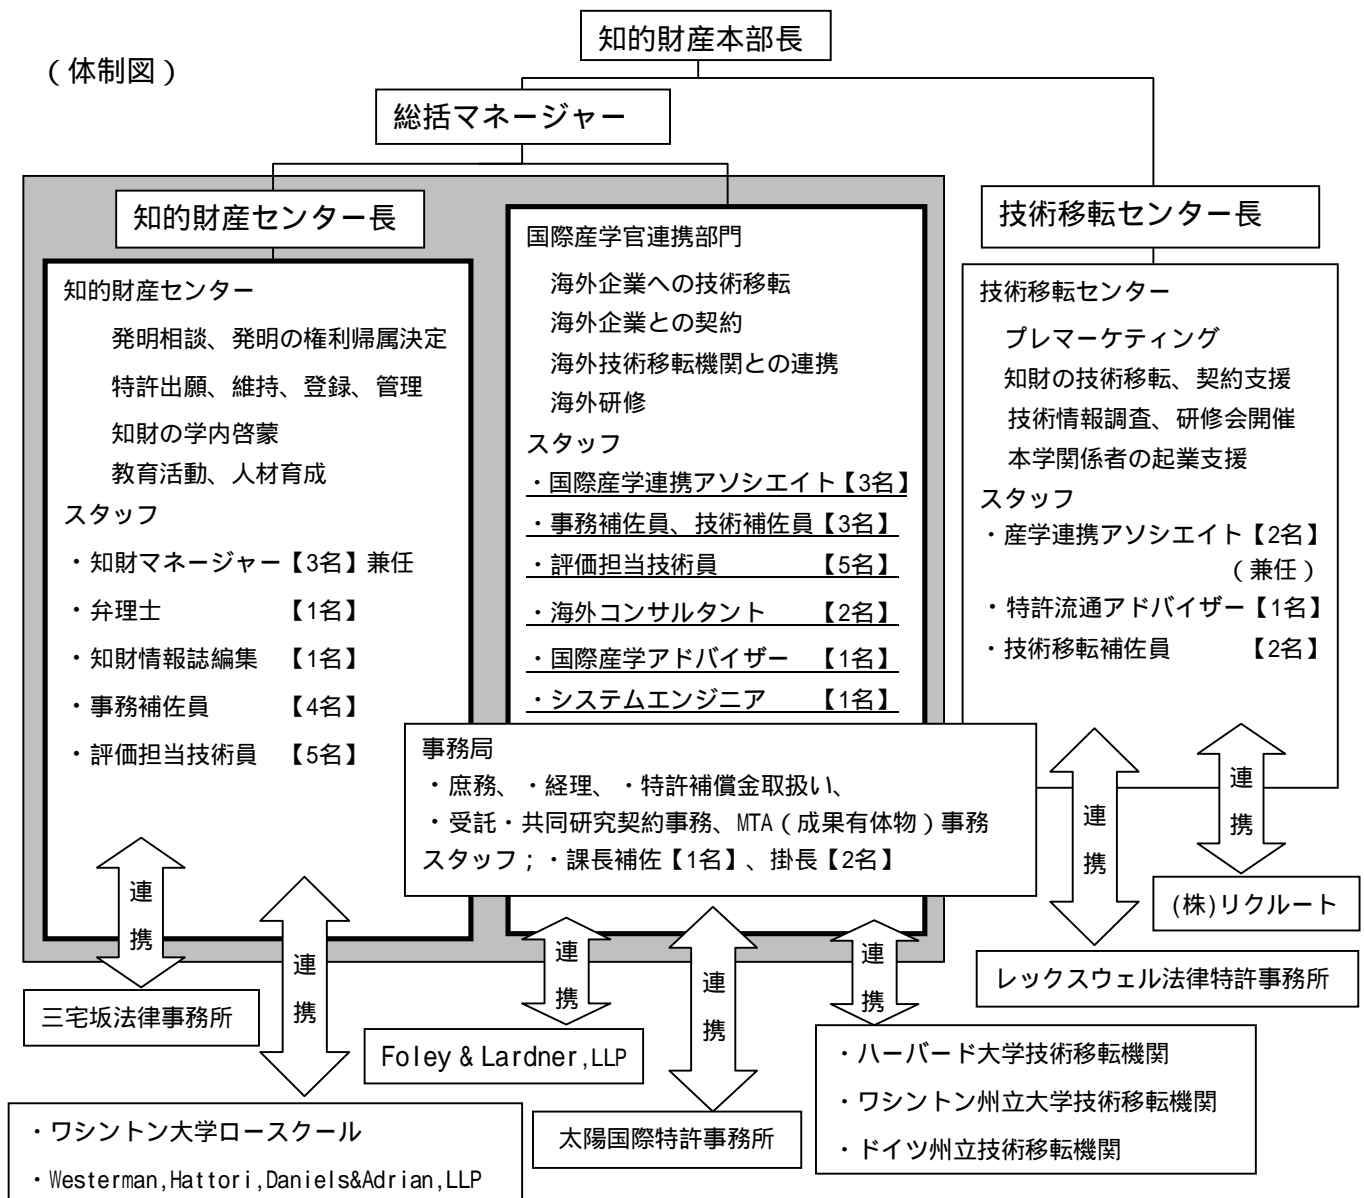 知的財産本部長
（体制図）
総括マネージャー
知的財産センター長
知的財産センター
発明相談、発明の権利帰属決定
特許出願、維持、登録、管理
知財の学内啓蒙
教育活動、人材育成
スタッフ
・知財マネージャー【3名】兼任
・弁理士　【1名】
・知財情報誌編集　【1名】
・事務補佐員　【4名】
・評価担当技術員　【5名】
国際産学官連携部門
海外企業への技術移転
海外企業との契約
海外技術移転機関との連携
海外研修
スタッフ
・国際産学連携アソシエイト【3名】
・事務補佐員、技術補佐員【3名】
・評価担当技術員　【5名】
・海外コンサルタント　【2名】
・国際産学アドバイザー　【1名】
・システムエンジニア　【1名】
技術移転センター長
技術移転センター
プレマーケティング
知財の技術移転、契約支援
技術情報調査、研修会開催
本学関係者の起業支援
スタッフ
・産学連携アソシエイト【2名】
（兼任）
・特許流通アドバイザー【1名】
・技術移転補佐員　【2名】
事務局
・庶務、・経理、・特許補償金取扱い、
・受託・共同研究契約事務、MTA（成果有体物）事務
スタッフ；・課長補佐【1名】、掛長【2名】
連携
連携
連携
連携
連携
連携
連携
三宅坂法律事務所
・ワシントン大学ロースクール
・Westerman,Hattori,Daniels&Adrian,LLP
Foley & Lardner,LLP
太陽国際特許事務所
・ハーバード大学技術移転機関
・ワシントン州立大学技術移転機関
・ドイツ州立技術移転機関
レックスウェル法律特許事務所
(株)リクルート